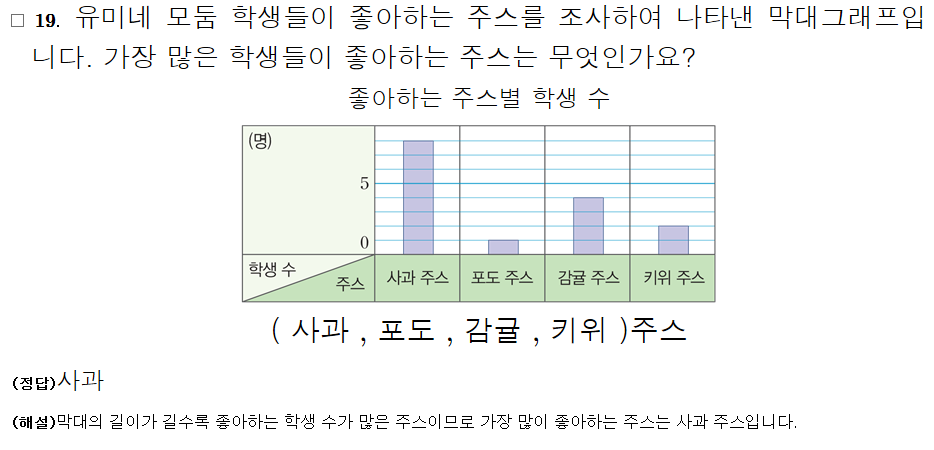 □ 19. 유미네 모둠 학생들이 좋아하는 주스를 조사하여 나타낸 막대그래프입
니다. 가장 많은 학생들이 좋아하는 주스는 무엇인가요?
좋아하는 주스별 학생 수
(명)
5
0
학생 수
주스
사과 주스 포도 주스 감귤 주스 키위 주스
( 사과 , 포도 , 감귤 , 키위 )주스
(정답)사과
(해설)막대의 길이가 길수록 좋아하는 학생 수가 많은 주스이므로 가장 많이 좋아하는 주스는 사과 주스입니다.